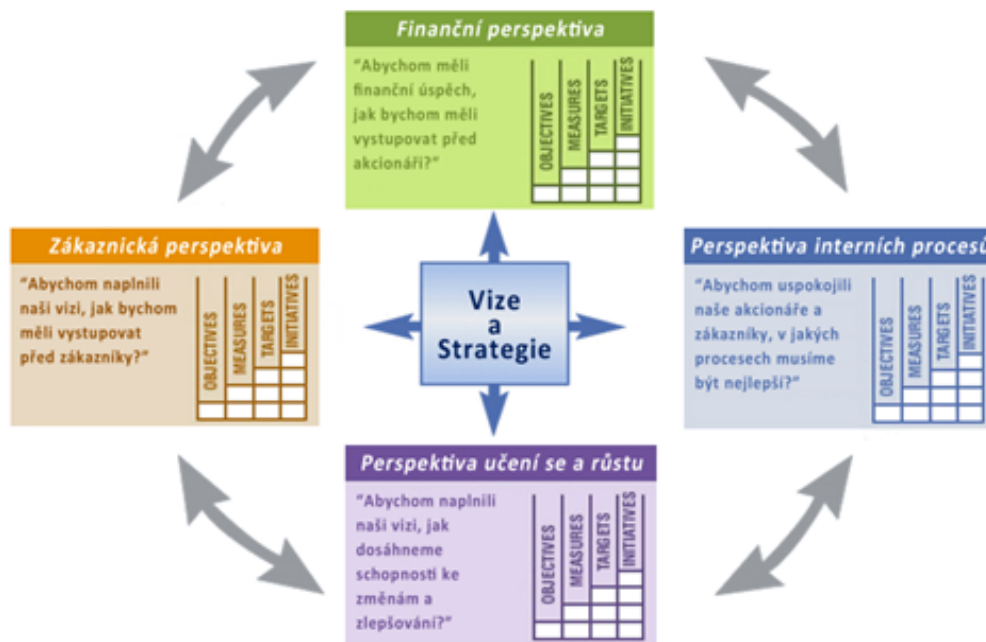 Finanční perspektiva
“Abychom měli
finanční úspěch,
jak bychom měli
vystupovat před
akcionáři?”
OBJECTIVES
MEASURES
TARGETS
INITIATIVES
Zákaznická perspektiva
“Abychom naplnili
naši vizi, jak bychom
měli vystupovat
před zákazníky?”
OBJECTIVES
MEASURES
TARGETS
INITIATIVES
Vize
a
Strategie
Perspektiva interních procesů
“Abychom uspokojili
naše akcionáře a
zákazníky, v jakých
procesech musíme
být nejlepší?”
OBJECTIVES
MEASURES
TARGETS
INITIATIVES
Perspektiva učení se a růstu
“Abychom naplnili
naši vizi, jak
dosáhneme
schopností ke
změnám a
zlepšování?”
OBJECTIVES
MEASURES
TARGETS
INITIATIVES